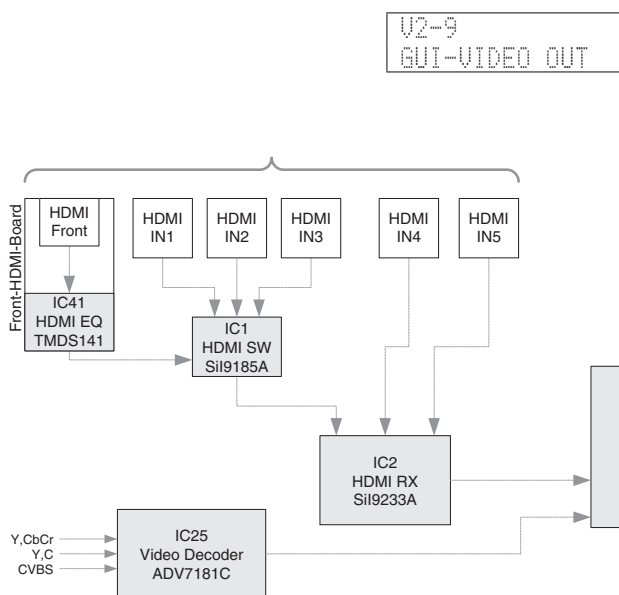 V2-9
GUI-VIDEO OUT
Front-HDMI-Board
HDMI
Front
HDMI
IN1
HDMI
IN2
HDMI
IN3
HDMI
IN4
HDMI
IN5
IC41
HDMI EQ
TMDS141
IC1
HDMI SW
SiI9185A
IC2
HDMI RX
SiI9233A
Y,CbCr
Y,C
CVBS
IC25
Video Decoder
ADV7181C